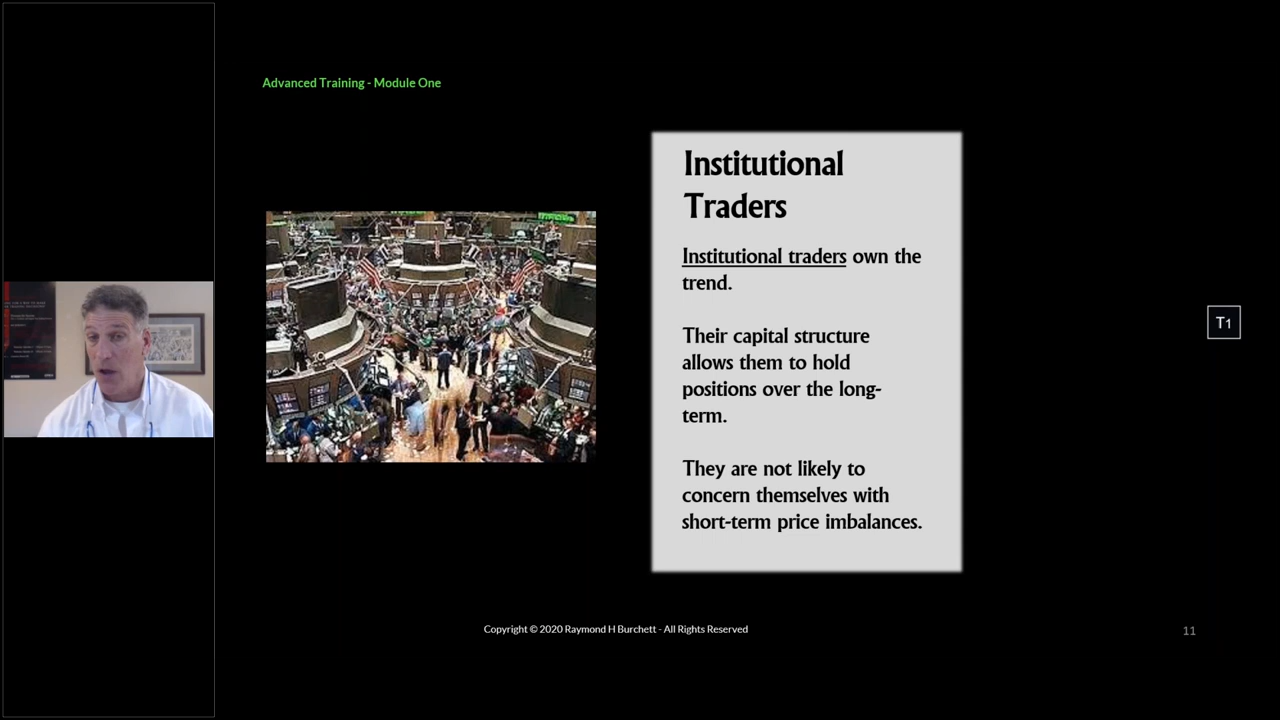 Advanced Training - Module One
Institutional
Traders
Institutional traders own the
trend.
Their capital structure
allows them to hold
positions over the long-
term.
They are not likely to
concern themselves with
short-term price imbalances.
T1
Copyright © 2020 Raymond H Burchett - All Rights Reserved
11